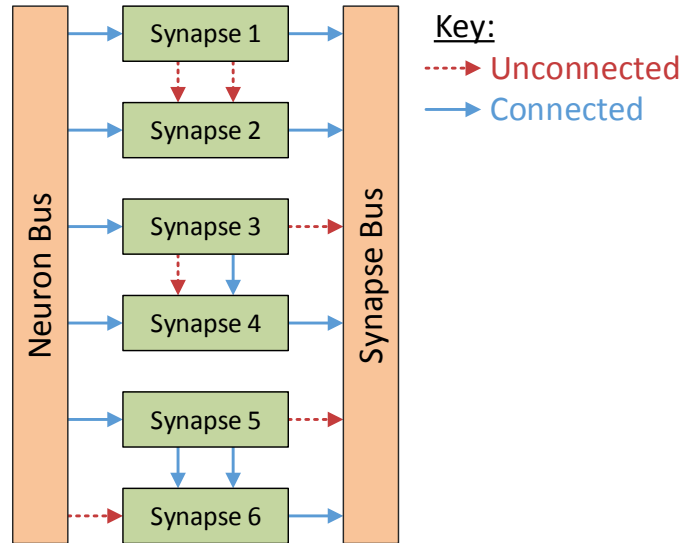 Neuron Bus
Synapse 1
Synapse 2
Synapse 3
Synapse 4
Synapse 5
Synapse 6
Synapse Bus
Key:
Unconnected
Connected